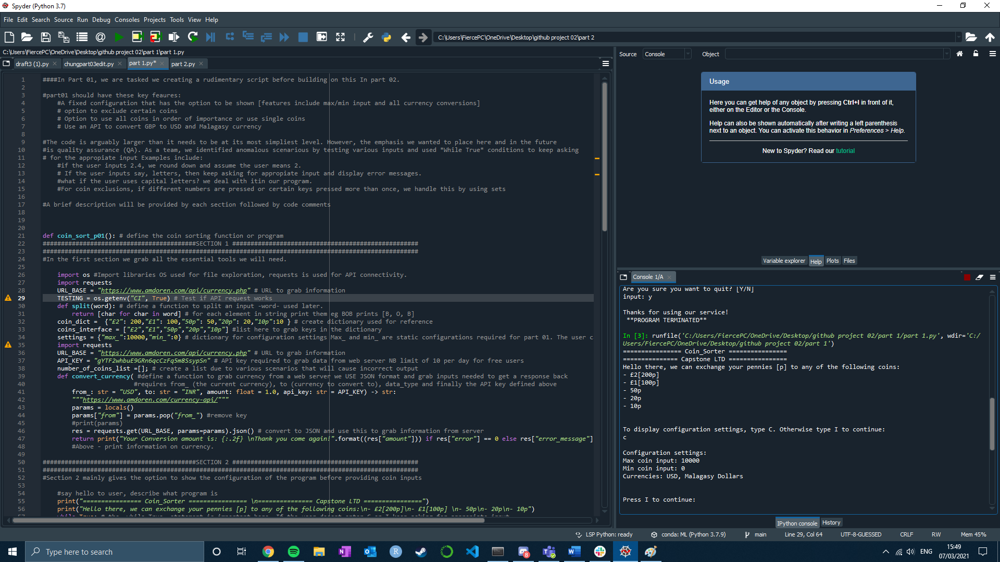 Spyder (Python 3.7)
File Edit Search Source Run Debug Consoles Projects Tools View Help
C:\Users\FiercePC\OneDrive\Desktop\github project 02\part 2
C:\Users\FiercePC\OneDrive\Desktop\github project 02\part 1\part 1.py
draft3 (1).py chungpart03edit.py part 1.py* part 2.py
1 ####In Part 01, we are tasked we creating a rudimentary script before building on this In part 02.
2
3 #part01 should have these key feaures:
4 #A fixed configuration that has the option to be shown [features include max/min input and all currency conversions]
5 # option to exclude certain coins
6 # Option to use all coins in order of importance or use single coins
7 # Use an API to convert GBP to USD and Malagasy currency
8
9 #The code is arguably larger than it needs to be at its most simpliest level. However, the emphasis we wanted to place here and in the future
10 #is quality assurance (QA). As a team, we identified anomalous scenarious by testing various inputs and used *While True* conditions to keep asking
11 # for the appropiate input Examples include:
12 #if the user inputs 2.4, we round down and assume the user means 2.
13 # If the user inputs say, letters, then keep asking for appropiate input and display error messages.
14 #what if the user uses capital letters? we deal with itin our program.
15 #For coin exclusions, if different numbers are pressed or certain keys pressed more than once, we handle this by using sets
16
17 #A brief description will be provided by each section followed by code comments
18
19
20
21 def coin_sort_p01(): # define the coin sorting function or program
22 ##########################################SECTION 1 ###################################################
23 #######################################################################################################
24 #In the first section we grab all the essential tools we will need.
25
26 import os #Import libraries OS used for file exploration, requests is used for API connectivity.
27 import requests
28 URL_BASE = "https://www.amdoren.com/api/currency.php" # URL to grab information
29 TESTING = os.getenv("CI", True) # Test if API request works
30 def split(word): # define a function to split an input -word- used later.
31 return [char for char in word] # for each element in string print them eg BOB prints [B, O, B]
32 coin_dict = {"£2": 200,"£1": 100,"50p": 50,"20p": 20,"10p":10 } # create dictionary used for reference
33 coins_interface = ["£2","£1","50p","20p","10p"] #list here to grab keys in the dictionary
34 settings = {"max_":10000,"min_":0} # dictionary for configuration settings Max_ and min_ are static configurations required for part 01. The user c
35 import requests
36 URL_BASE = "https://www.amdoren.com/api/currency.php" # URL to grab information
37 API_KEY = "gYTF2whbuE9GRn6qcCzFq5m8SsypSn" # API key required to grab data from web server NB limit of 10 per day for free users
38 number_of_coins_list =[]; # create a list due to various scenarios that will cause incorrect output
39 def convert_currency( #define a function to grab currency from a web server we USE JSON format and grab inputs needed to get a response back
40 #requires from_ (the current currency), to (currency to convert to), data_type and finally the API key defined above
41 from_: str = "USD", to: str = "INR", amount: float = 1.0, api_key: str = API_KEY) -> str:
42 """https://www.amdoren.com/currency-api/"""
43 params = locals()
44 params["from"] = params.pop("from_") #remove key
45 #print(params)
46 res = requests.get(URL_BASE, params=params).json() # convert to JSON and use this to grab information from server
47 return print("Your Conversion amount is: {:.2f} \nThank you come again!".format((res["amount"])) if res["error"] == 0 else res["error_message"]
48 #Above - print information on currency.
49
50 ##########################################SECTION 2 ###################################################
51 #######################################################################################################
52 #Section 2 mainly gives the option to show the configuration of the program before providing coin inputs
53
54 #say hello to user, describe what program is
55 print("================ Coin_Sorter ================ \n=============== Capstone LTD ================")
56 print("Hello there, we can exchange your pennies [p] to any of the following coins:\n- £2[200p]\n- £1[100p] \n- 50p\n- 20p\n- 10p")
Source Console Object
Usage
Here you can get help of any object by pressing Ctrl+I in front of it,
either on the Editor or the Console.
Help can also be shown automatically after writing a left parenthesis
next to an object. You can activate this behavior in Preferences > Help.
New to Spyder? Read our tutorial
Variable explorer Help Plots Files
Console 1/A
Are you sure you want to quit? [Y/N]
input: y
Thanks for using our service!
**PROGRAM TERMINATED**
In [3]: runfile('C:/Users/FiercePC/OneDrive/Desktop/github project 02/part 1/part 1.py', wdir='C:/
Users/FiercePC/OneDrive/Desktop/github project 02/part 1')
================ Coin_Sorter ================
=============== Capstone LTD ================
Hello there, we can exchange your pennies [p] to any of the following coins:
- £2[200p]
- £1[100p]
- 50p
- 20p
- 10p
To display configuration settings, type C. Otherwise type I to continue:
c
Configuration settings:
Max coin input: 10000
Min coin input: 0
Currencies: USD, Malagasy Dollars
Press I to continue:
IPython console History
LSP Python: ready conda: ML (Python 3.7.9) main Line 29, Col 64 UTF-8-GUESSED CRLF RW Mem 45%
Type here to search
8
ENG
15:49
07/03/2021